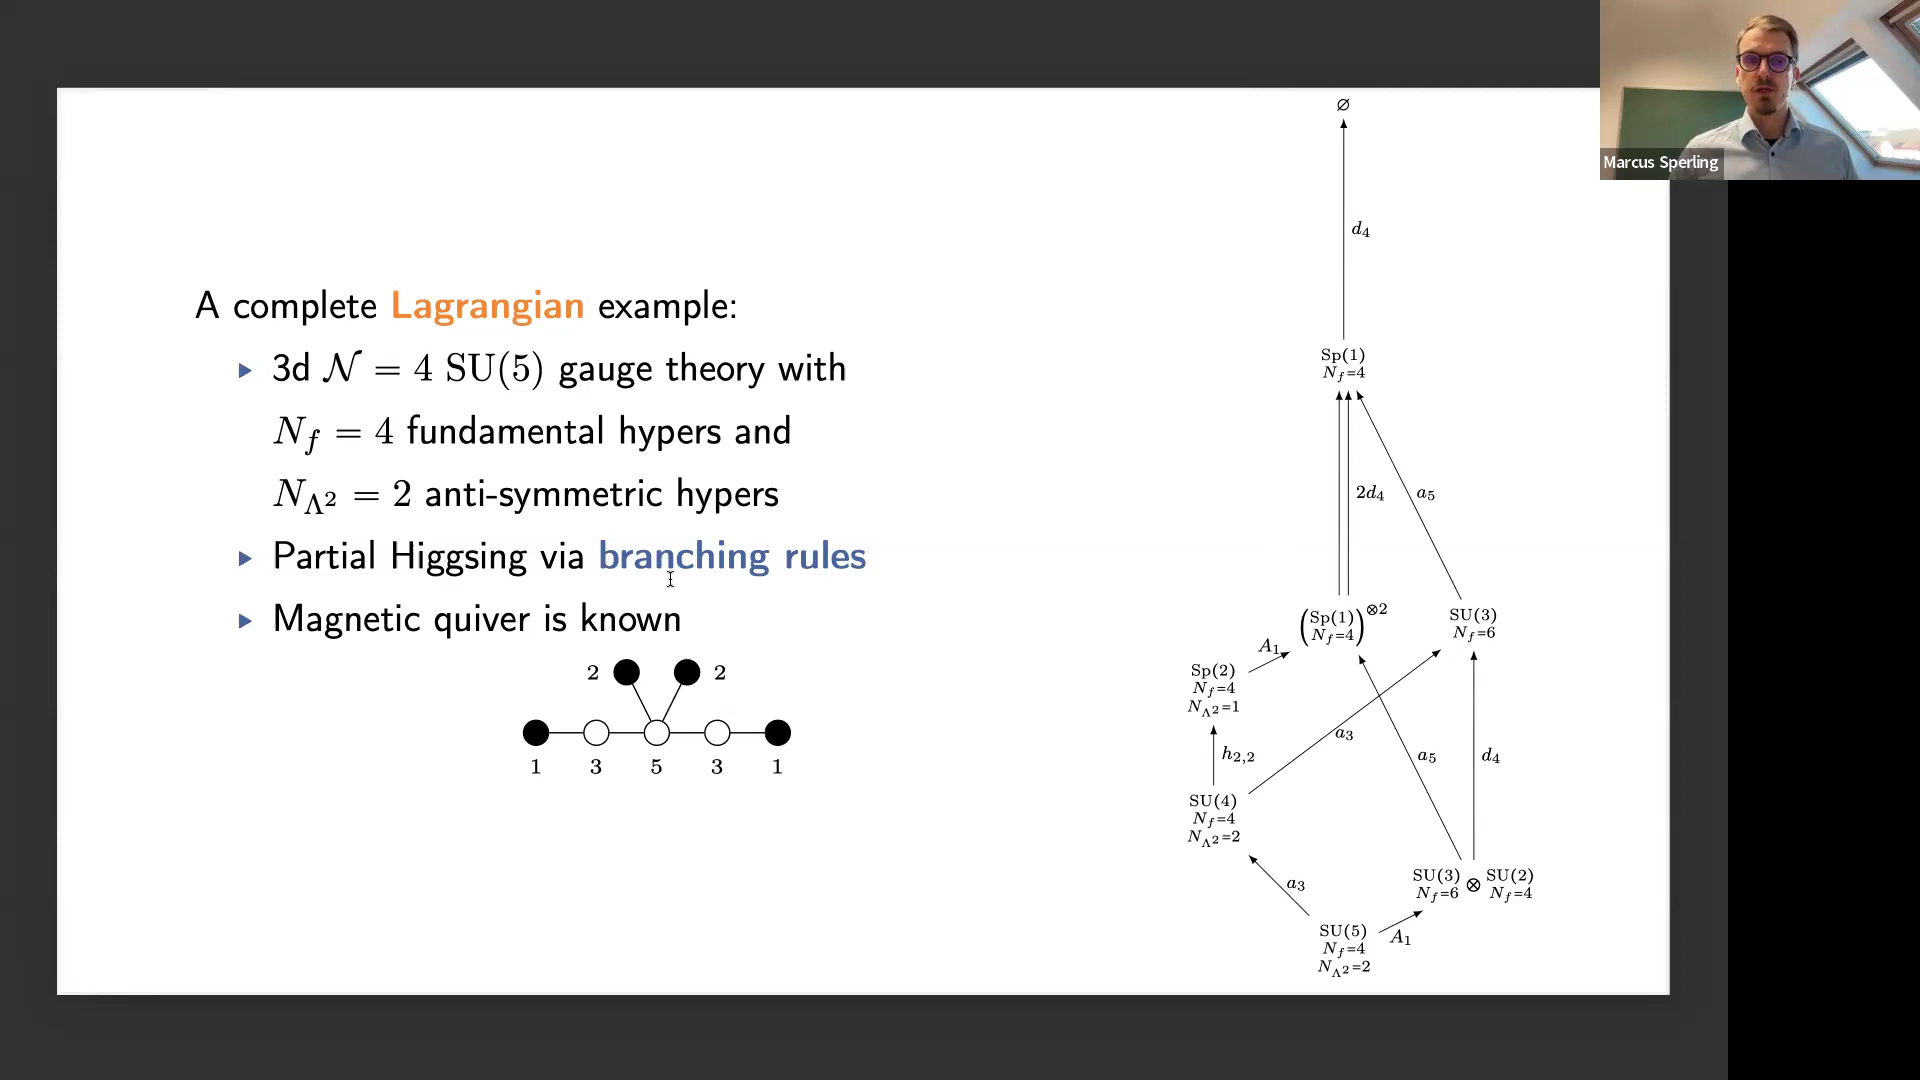 Marcus Sperling
A complete Lagrangian example:
3d 𝒩 = 4 SU(5) gauge theory with
N_f = 4 fundamental hypers and
N_Λ² = 2 anti-symmetric hypers
Partial Higgsing via branching rules
Magnetic quiver is known
2 2
1 3 5 3 1
∅
d₄
Sp(1)
N_f=4
2d₄ a₅
(Sp(1) N_f=4)^⊗2
SU(3)
N_f=6
A₁
Sp(2)
N_f=4
N_Λ²=1
a₃
h₂,₂ a₅ d₄
SU(4)
N_f=4
N_Λ²=2
SU(3) ⊗ SU(2)
N_f=6 N_f=4
a₃
A₁
SU(5)
N_f=4
N_Λ²=2